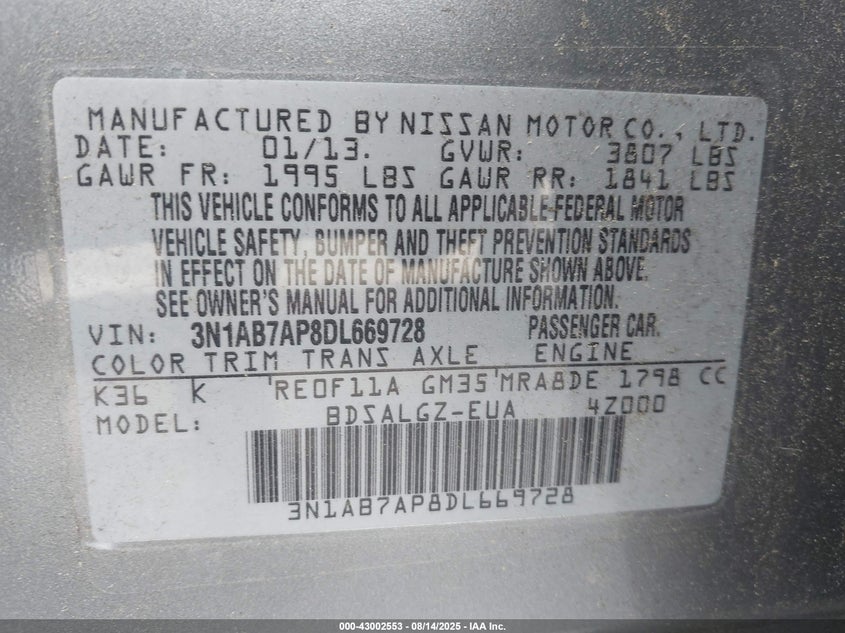 MANUFACTURED BY NISSAN MOTOR CO., LTD.
DATE: 01/13. GVWR: 3807 LBS
GAWR FR: 1995 LBS GAWR RR: 1841 LBS
THIS VEHICLE CONFORMS TO ALL APPLICABLE FEDERAL MOTOR
VEHICLE SAFETY, BUMPER AND THEFT PREVENTION STANDARDS
IN EFFECT ON THE DATE OF MANUFACTURE SHOWN ABOVE.
SEE OWNER'S MANUAL FOR ADDITIONAL INFORMATION.
VIN: 3N1AB7AP8DL669728 PASSENGER CAR.
COLOR TRIM TRANS AXLE ENGINE
K36 K RE0F11A GM35 MRA8DE 1798 CC
MODEL: BDSALGZ-EUA 4Z000
3N1AB7AP8DL669728
000-43002553 - 08/14/2025 - IAA Inc.